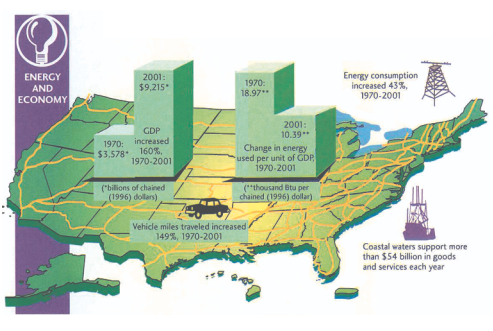 ENERGY
AND
ECONOMY
2001:
$9,215*
1970:
$3,578*
GDP
increased
160%,
1970-2001
(*billions of chained
(1996) dollars)
1970:
18.97**
2001:
10.39**
Change in energy
used per unit of GDP,
1970-2001
(**thousand Btu per
chained (1996) dollar)
Vehicle miles traveled increased
149%, 1970-2001
Energy consumption
increased 43%,
1970-2001
Coastal waters support more
than $54 billion in goods
and services each year